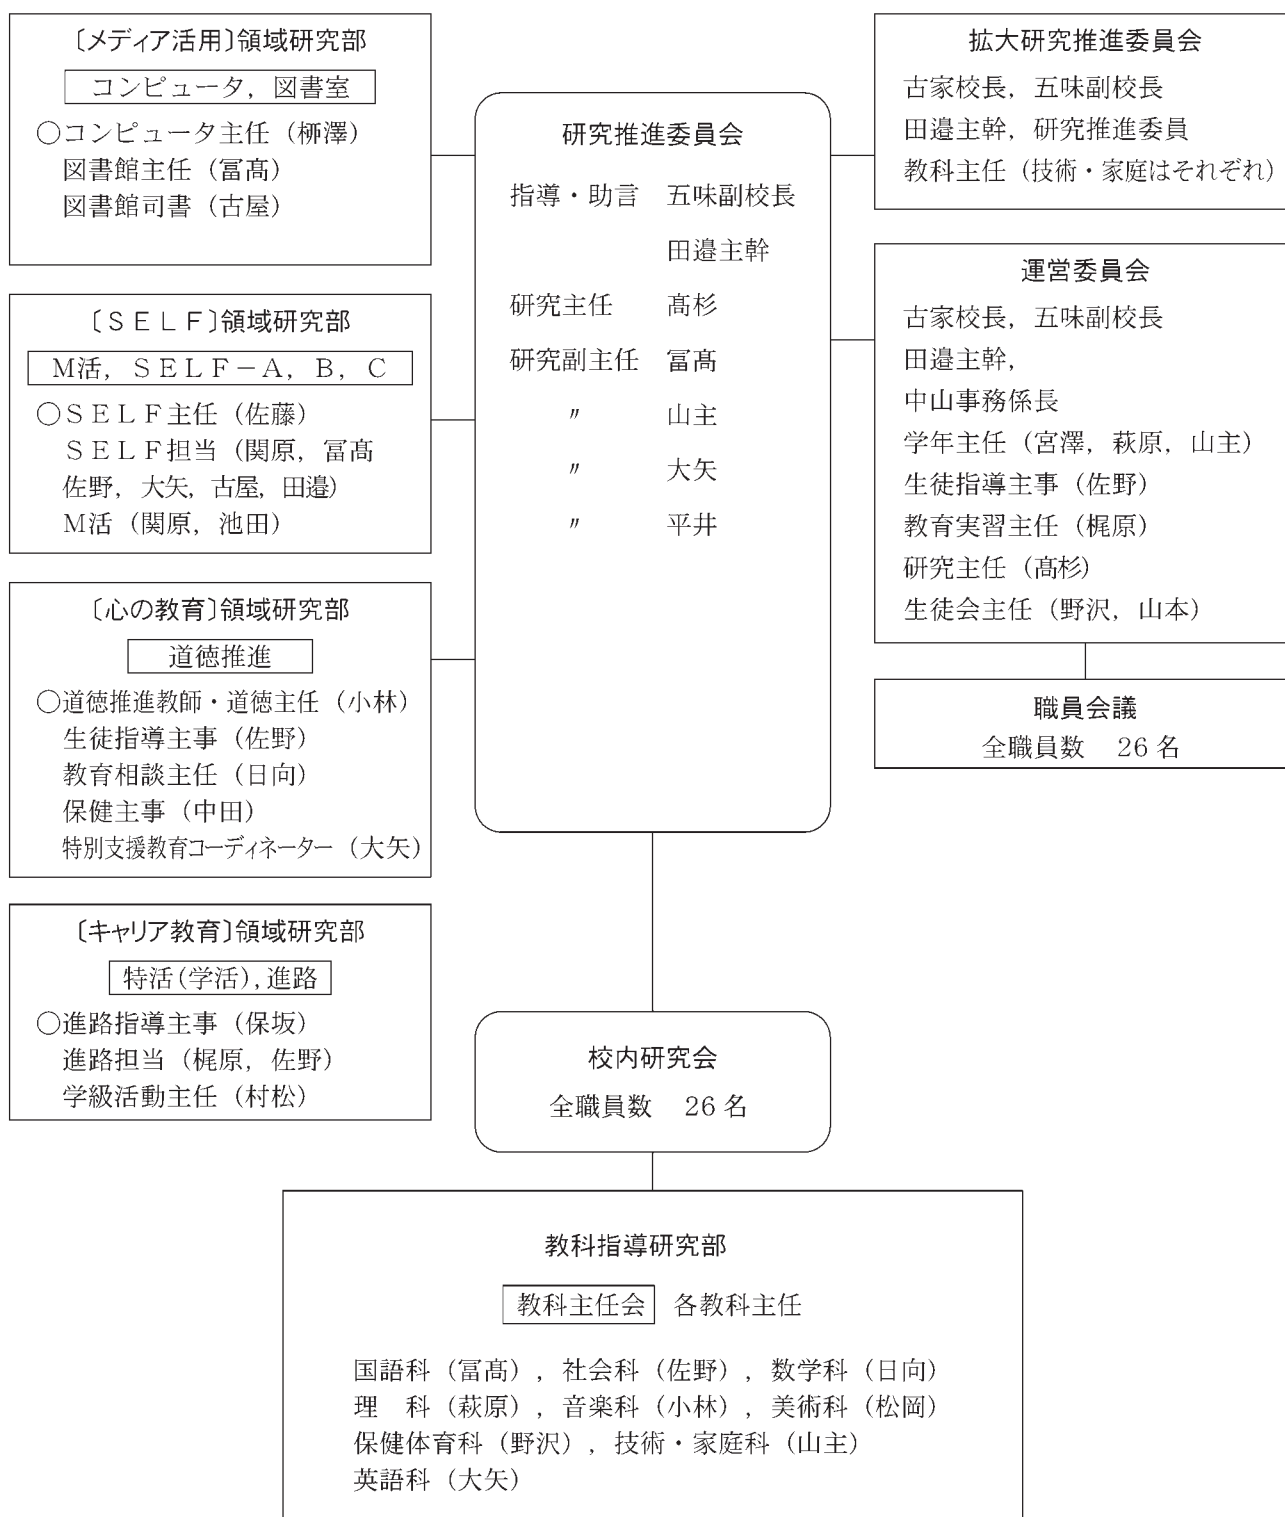 〔メディア活用〕領域研究部
コンピュータ，図書室
○コンピュータ主任（栁澤）
図書館主任（冨髙）
図書館司書（古屋）
〔ＳＥＬＦ〕領域研究部
M活，ＳＥＬＦ－Ａ，Ｂ，Ｃ
○ＳＥＬＦ主任（佐藤）
ＳＥＬＦ担当（関原，冨髙
佐野，大矢，古屋，田邉）
M活（関原，池田）
〔心の教育〕領域研究部
道徳推進
○道徳推進教師・道徳主任（小林）
生徒指導主事（佐野）
教育相談主任（日向）
保健主事（中田）
特別支援教育コーディネーター（大矢）
〔キャリア教育〕領域研究部
特活(学活),進路
○進路指導主事（保坂）
進路担当（梶原，佐野）
学級活動主任（村松）
研究推進委員会
指導・助言　五味副校長
田邉主幹
研究主任　髙杉
研究副主任　冨髙
〃　山主
〃　大矢
〃　平井
拡大研究推進委員会
古家校長，五味副校長
田邉主幹，研究推進委員
教科主任（技術・家庭はそれぞれ）
運営委員会
古家校長，五味副校長
田邉主幹，
中山事務係長
学年主任（宮澤，萩原，山主）
生徒指導主事（佐野）
教育実習主任（梶原）
研究主任（髙杉）
生徒会主任（野沢，山本）
職員会議
全職員数　26 名
校内研究会
全職員数　26 名
教科指導研究部
教科主任会　各教科主任
国語科（冨髙），社会科（佐野），数学科（日向）
理　科（萩原），音楽科（小林），美術科（松岡）
保健体育科（野沢），技術・家庭科（山主）
英語科（大矢）